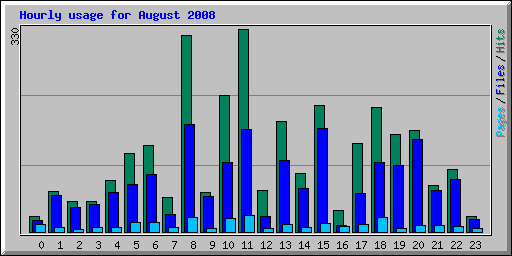 Hourly usage for August 2008
330
Pages/Files/Hits
0 1 2 3 4 5 6 7 8 9 10 11 12 13 14 15 16 17 18 19 20 21 22 23